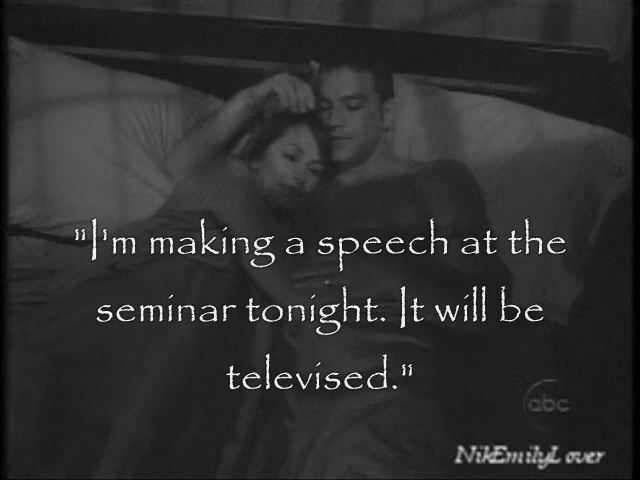 "I'm making a speech at the
seminar tonight. It will be
televised."
abc
NikEmilyLover